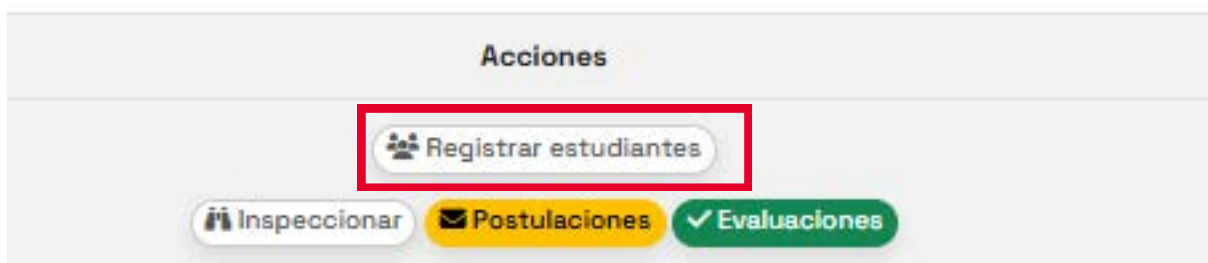 Acciones
Registrar estudiantes
Inspeccionar Postulaciones Evaluaciones